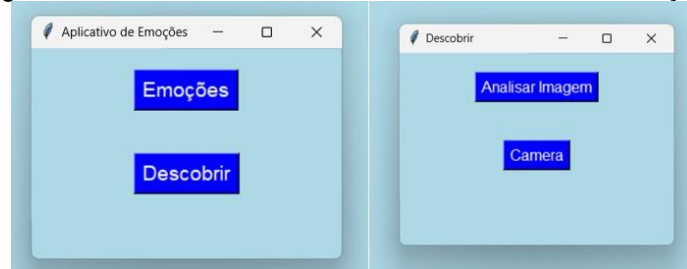 Aplicativo de Emoções
Emoções
Descobrir
Descobrir
Analisar Imagem
Camera